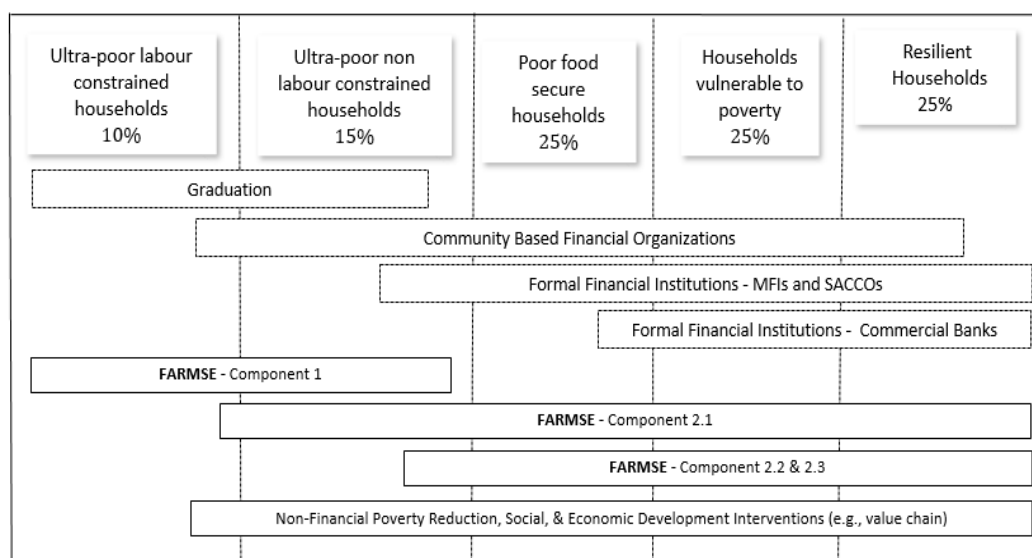 Ultra-poor labour
constrained
households
10%
Ultra-poor non
labour constrained
households
15%
Poor food
secure
households
25%
Households
vulnerable to
poverty
25%
Resilient
Households
25%
Graduation
Community Based Financial Organizations
Formal Financial Institutions - MFIs and SACCOs
Formal Financial Institutions - Commercial Banks
FARMSE - Component 1
FARMSE - Component 2.1
FARMSE - Component 2.2 & 2.3
Non-Financial Poverty Reduction, Social, & Economic Development Interventions (e.g., value chain)